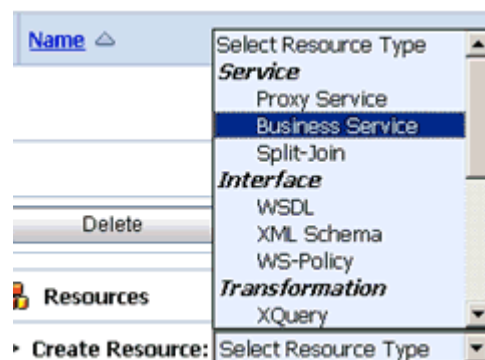 Name
Select Resource Type
Service
Proxy Service
Business Service
Split-Join
Interface
WSDL
XML Schema
WS-Policy
Transformation
XQuery
Delete
Resources
Create Resource: Select Resource Type